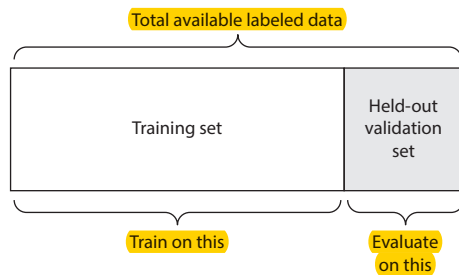 Total available labeled data
Training set
Held-out
validation
set
Train on this
Evaluate
on this